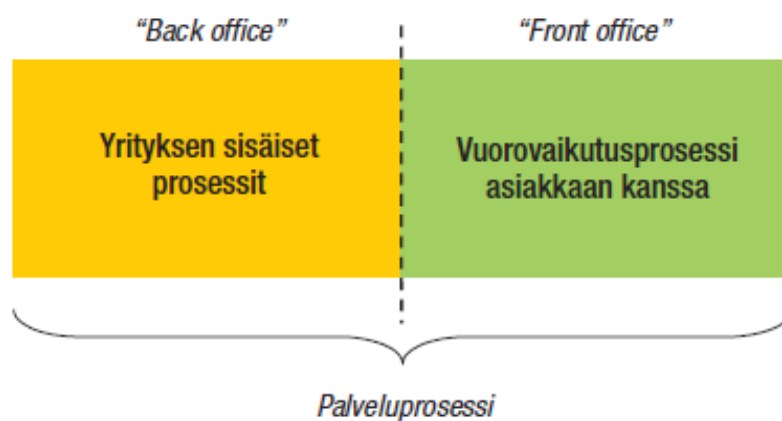 “Back office”
“Front office”
Yrityksen sisäiset
prosessit
Vuorovaikutusprosessi
asiakkaan kanssa
Palveluprosessi